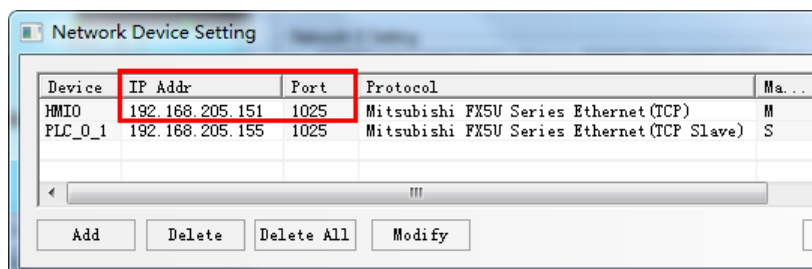 Network Device Setting
Device IP Addr Port Protocol Ma...
HMI0 192.168.205.151 1025 Mitsubishi FX5U Series Ethernet(TCP) M
PLC_0_1 192.168.205.155 1025 Mitsubishi FX5U Series Ethernet(TCP Slave) S
Add Delete Delete All Modify